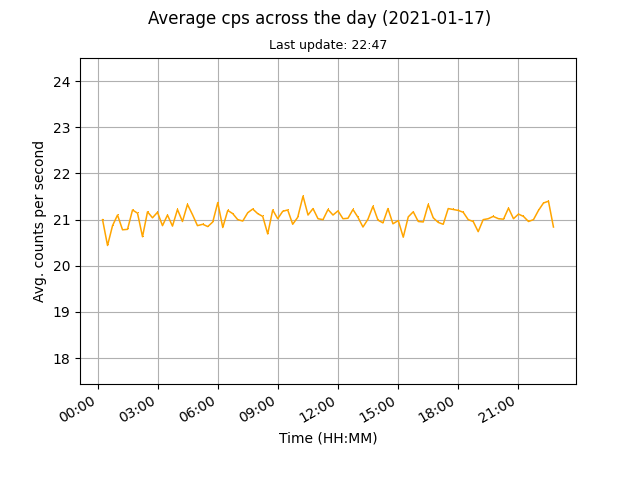 Average cps across the day (2021-01-17)
Last update: 22:47
24
23
22
21
20
19
18
Avg. counts per second
00:00 03:00 06:00 09:00 12:00 15:00 18:00 21:00
Time (HH:MM)